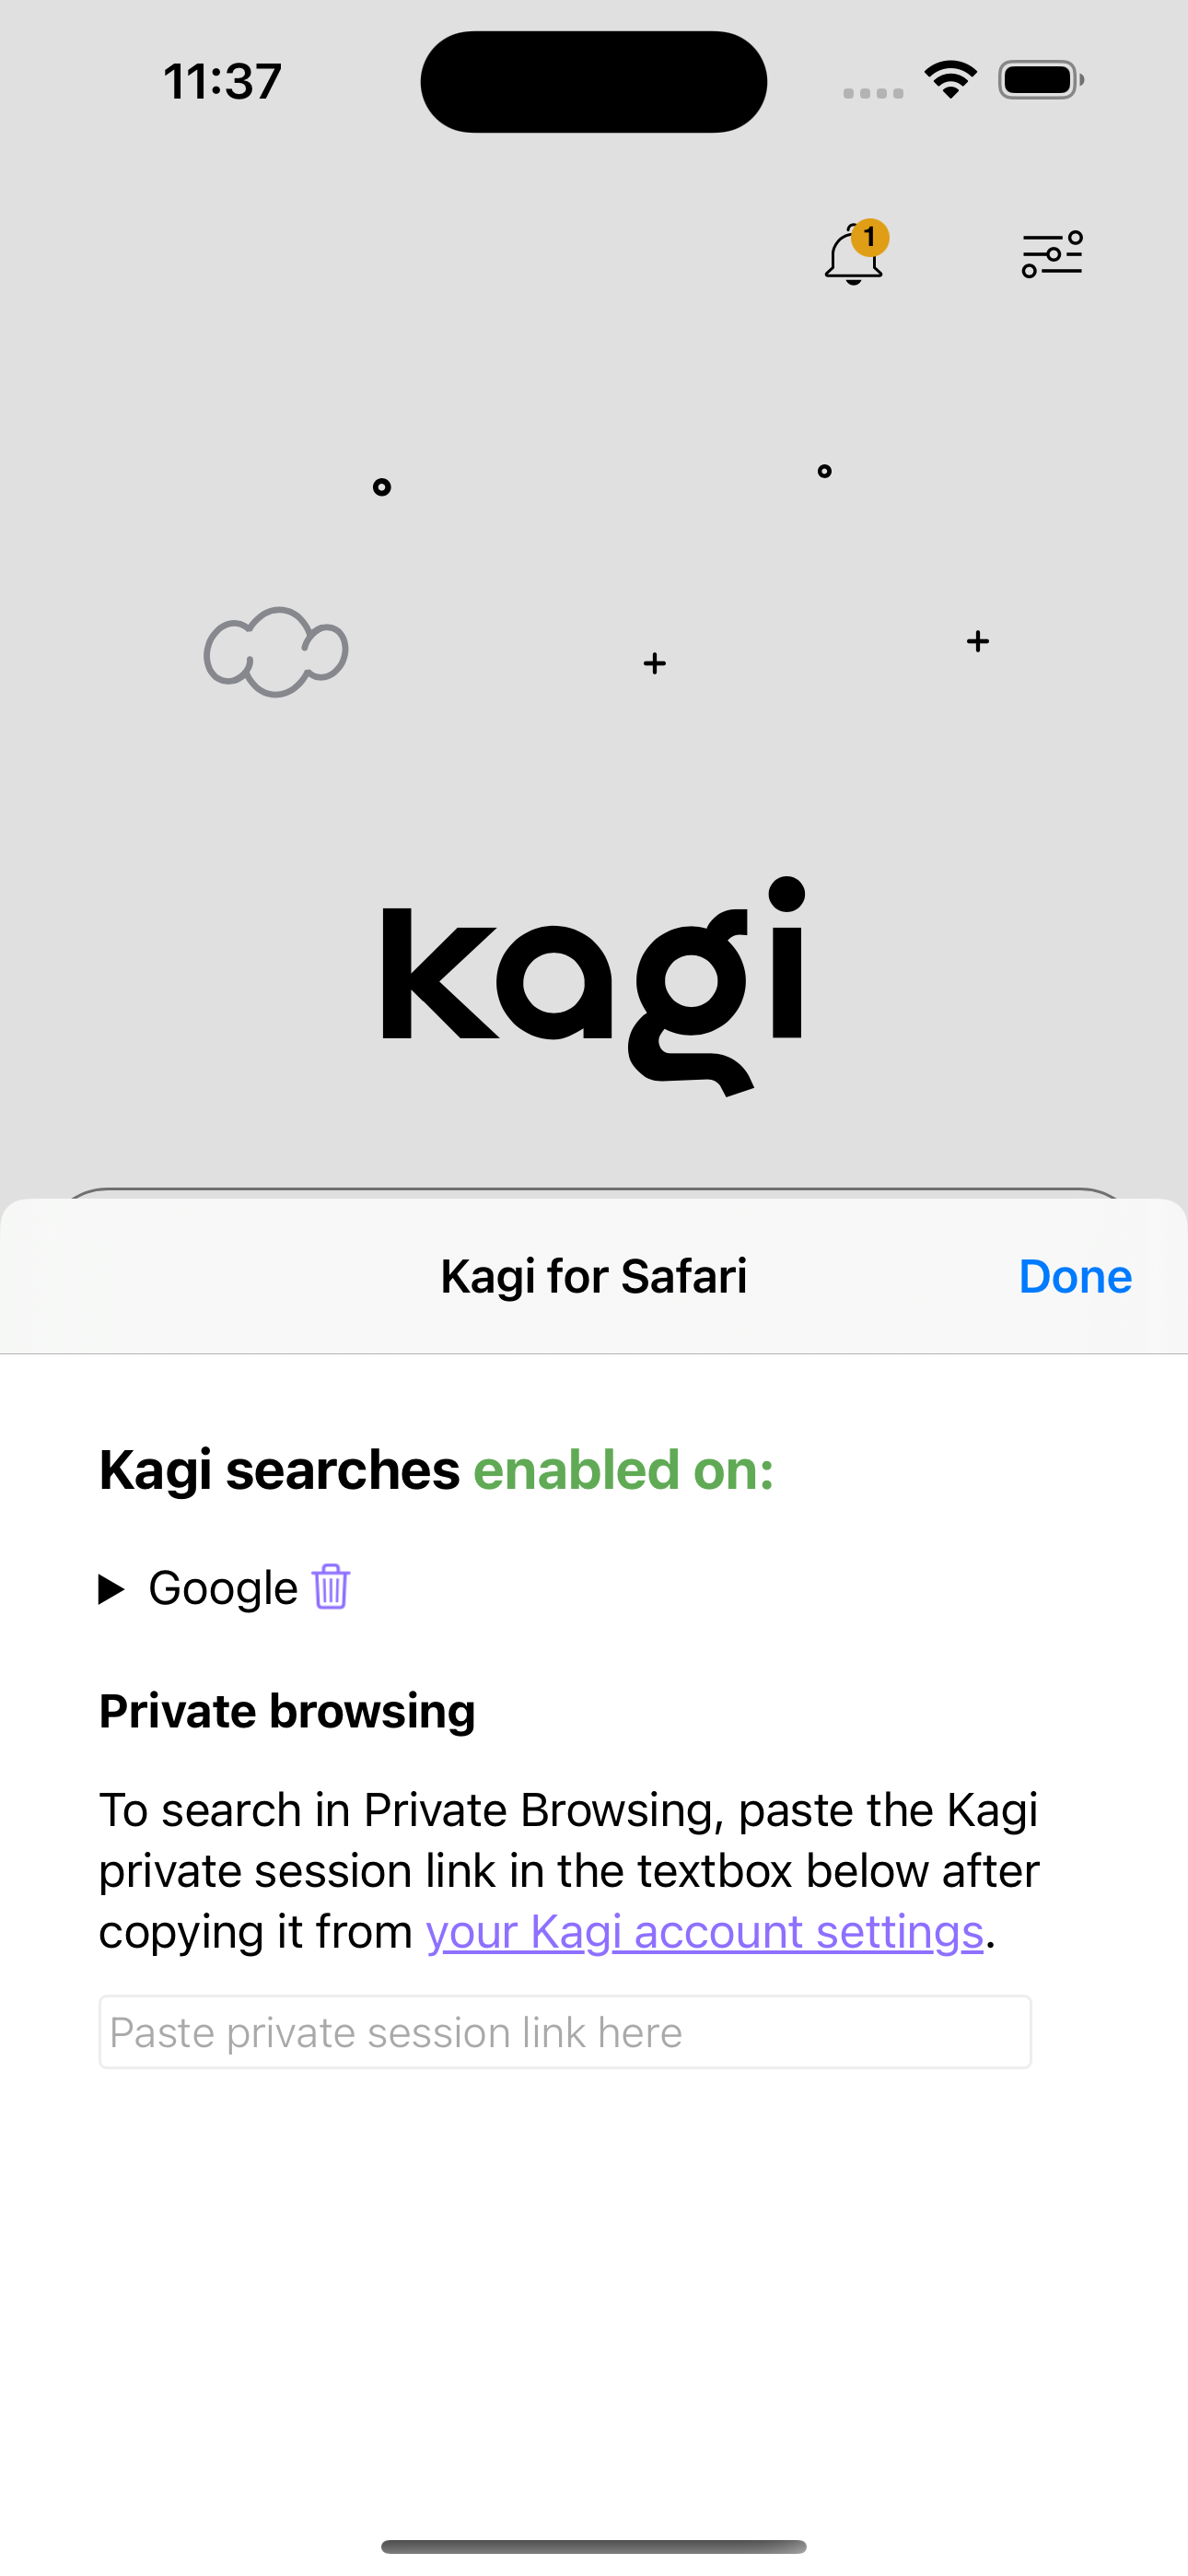 11:37
1
kagi
Kagi for Safari
Done
Kagi searches enabled on:
Google
Private browsing
To search in Private Browsing, paste the Kagi
private session link in the textbox below after
copying it from your Kagi account settings.
Paste private session link here